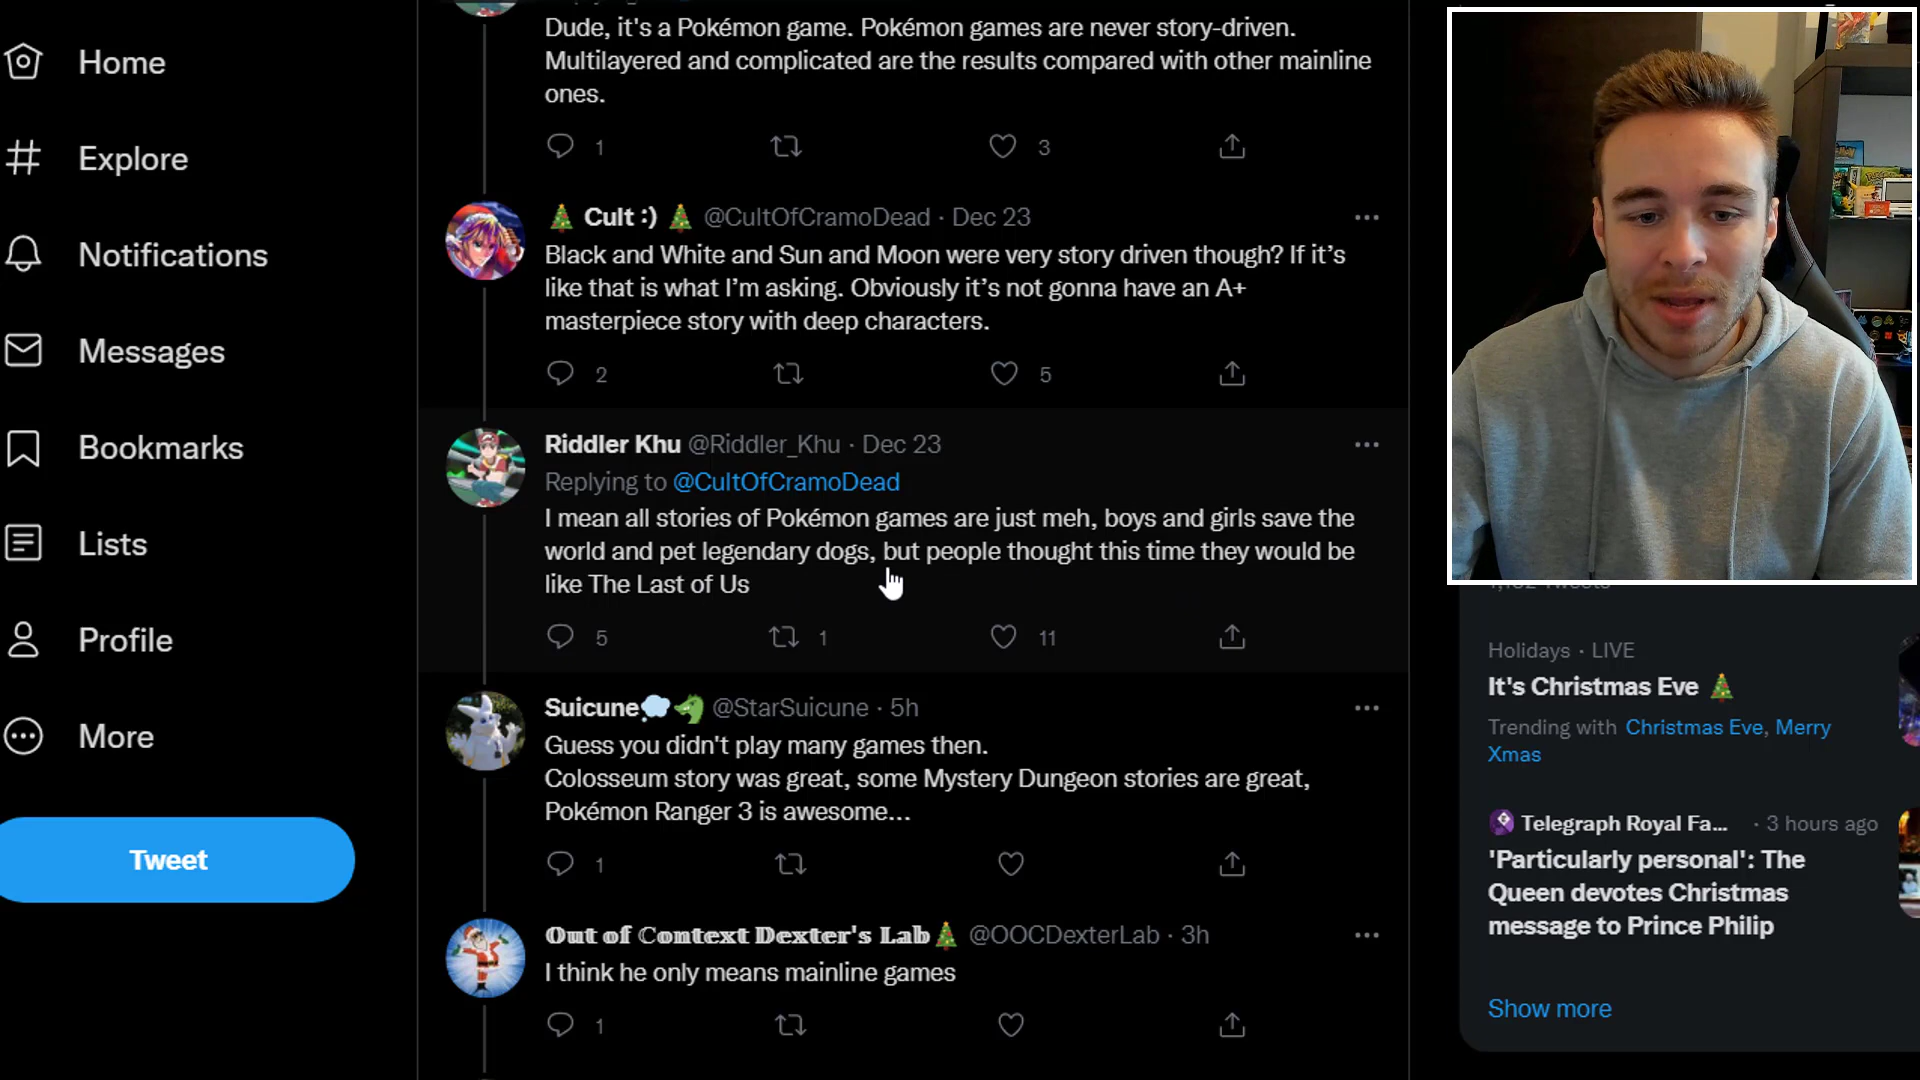 Home
Explore
Notifications
Messages
Bookmarks
Lists
Profile
More
Tweet
Dude, it's a Pokémon game. Pokémon games are never story-driven.
Multilayered and complicated are the results compared with other mainline
ones.
1
3
🎄 Cult :) 🎄 @CultOfCramoDead · Dec 23
Black and White and Sun and Moon were very story driven though? If it's
like that is what I'm asking. Obviously it's not gonna have an A+
masterpiece story with deep characters.
2
5
Riddler Khu @Riddler_Khu · Dec 23
Replying to @CultOfCramoDead
I mean all stories of Pokémon games are just meh, boys and girls save the
world and pet legendary dogs, but people thought this time they would be
like The Last of Us
5
1
11
Suicune💭🐲 @StarSuicune · 5h
Guess you didn't play many games then.
Colosseum story was great, some Mystery Dungeon stories are great,
Pokémon Ranger 3 is awesome...
1
𝕆ut of ℂontext 𝔻exter's 𝕃ab🎄 @OOCDexterLab · 3h
I think he only means mainline games
1
Holidays · LIVE
It's Christmas Eve 🎄
Trending with Christmas Eve, Merry
Xmas
Telegraph Royal Fa... · 3 hours ago
'Particularly personal': The
Queen devotes Christmas
message to Prince Philip
Show more